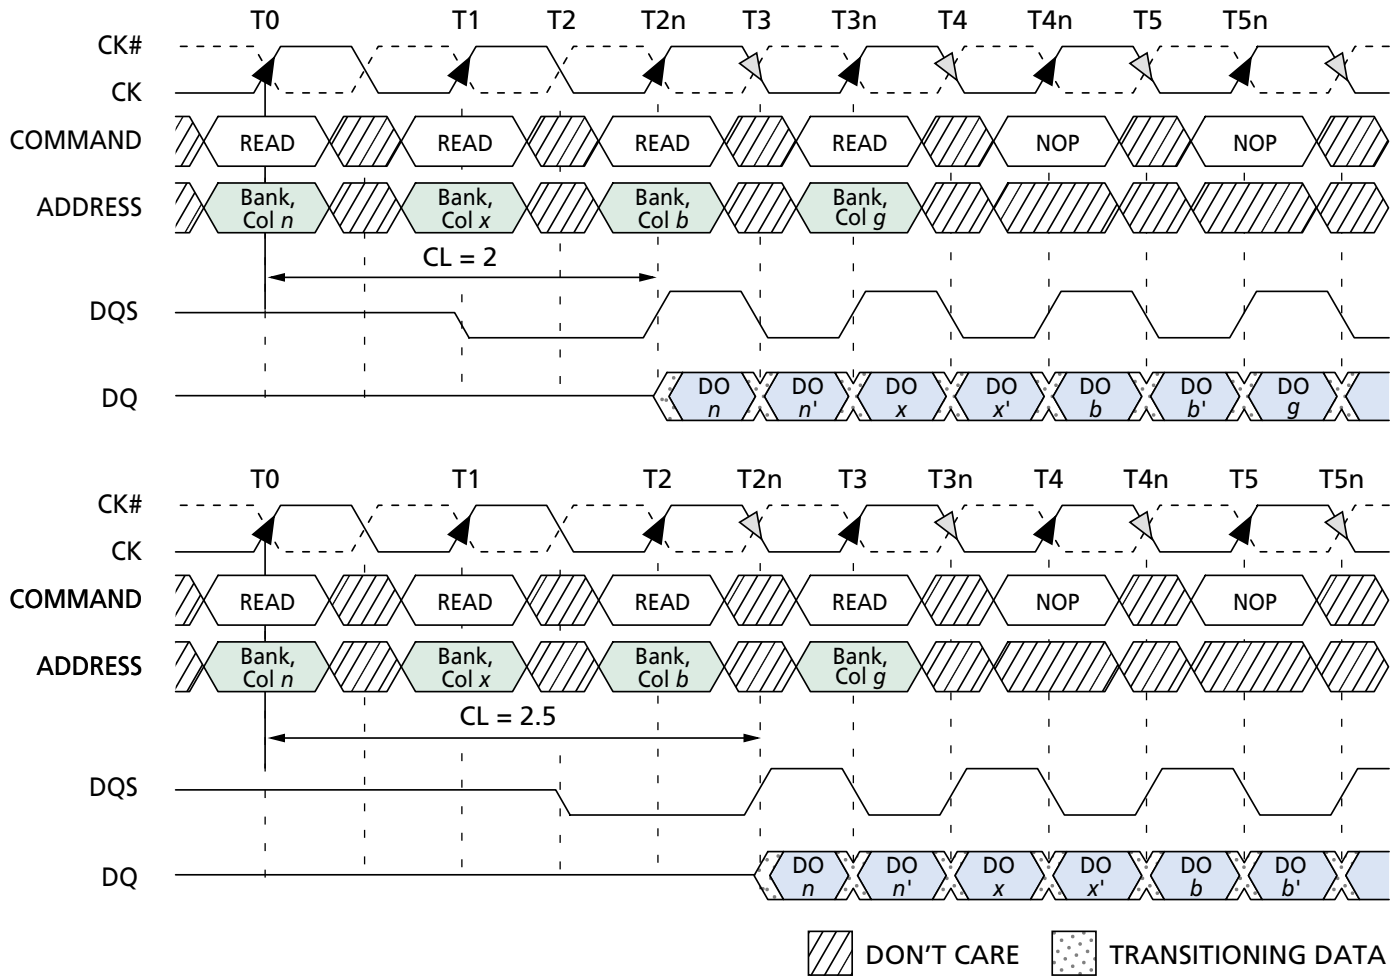 T0 T1 T2 T2n T3 T3n T4 T4n T5 T5n
CK#
CK
COMMAND READ READ READ READ NOP NOP
ADDRESS Bank, Col n Bank, Col x Bank, Col b Bank, Col g
CL = 2
DQS
DQ DO n DO n' DO x DO x' DO b DO b' DO g
T0 T1 T2 T2n T3 T3n T4 T4n T5 T5n
CK#
CK
COMMAND READ READ READ READ NOP NOP
ADDRESS Bank, Col n Bank, Col x Bank, Col b Bank, Col g
CL = 2.5
DQS
DQ DO n DO n' DO x DO x' DO b DO b'
DON'T CARE TRANSITIONING DATA